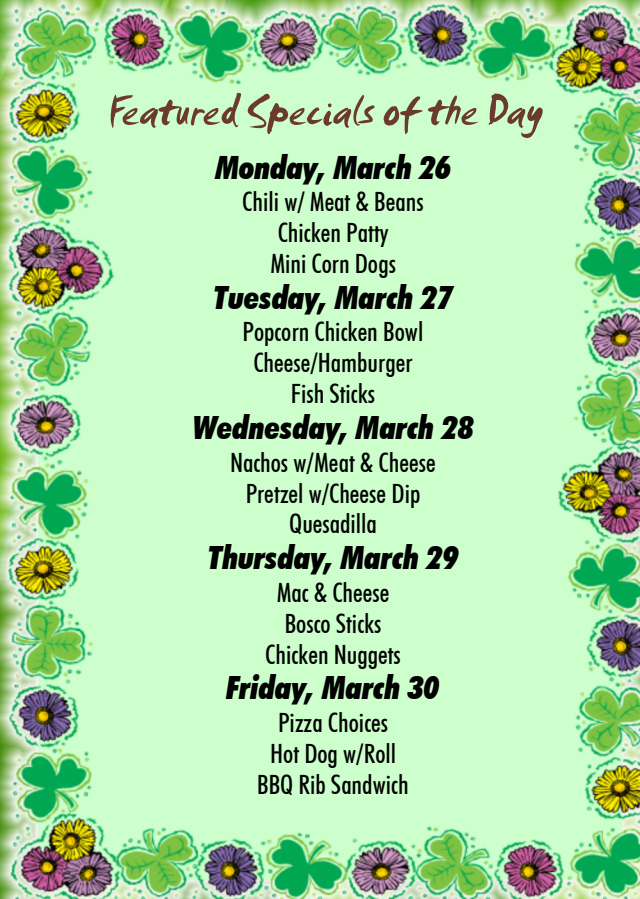 Featured Specials of the Day
Monday, March 26
Chili w/ Meat & Beans
Chicken Patty
Mini Corn Dogs
Tuesday, March 27
Popcorn Chicken Bowl
Cheese/Hamburger
Fish Sticks
Wednesday, March 28
Nachos w/Meat & Cheese
Pretzel w/Cheese Dip
Quesadilla
Thursday, March 29
Mac & Cheese
Bosco Sticks
Chicken Nuggets
Friday, March 30
Pizza Choices
Hot Dog w/Roll
BBQ Rib Sandwich